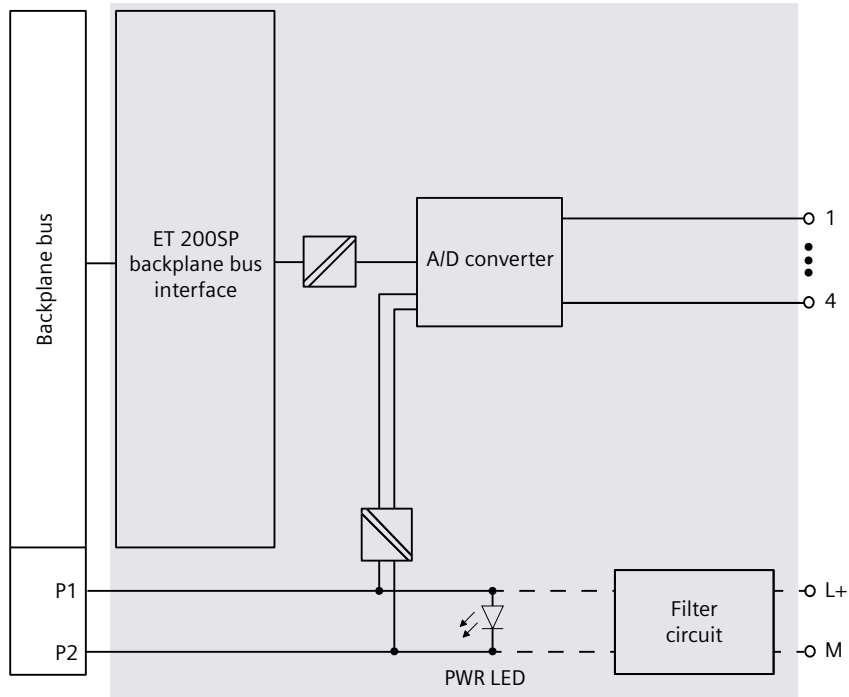 Backplane bus
ET 200SP
backplane bus
interface
A/D converter
1
4
P1
P2
PWR LED
Filter
circuit
L+
M